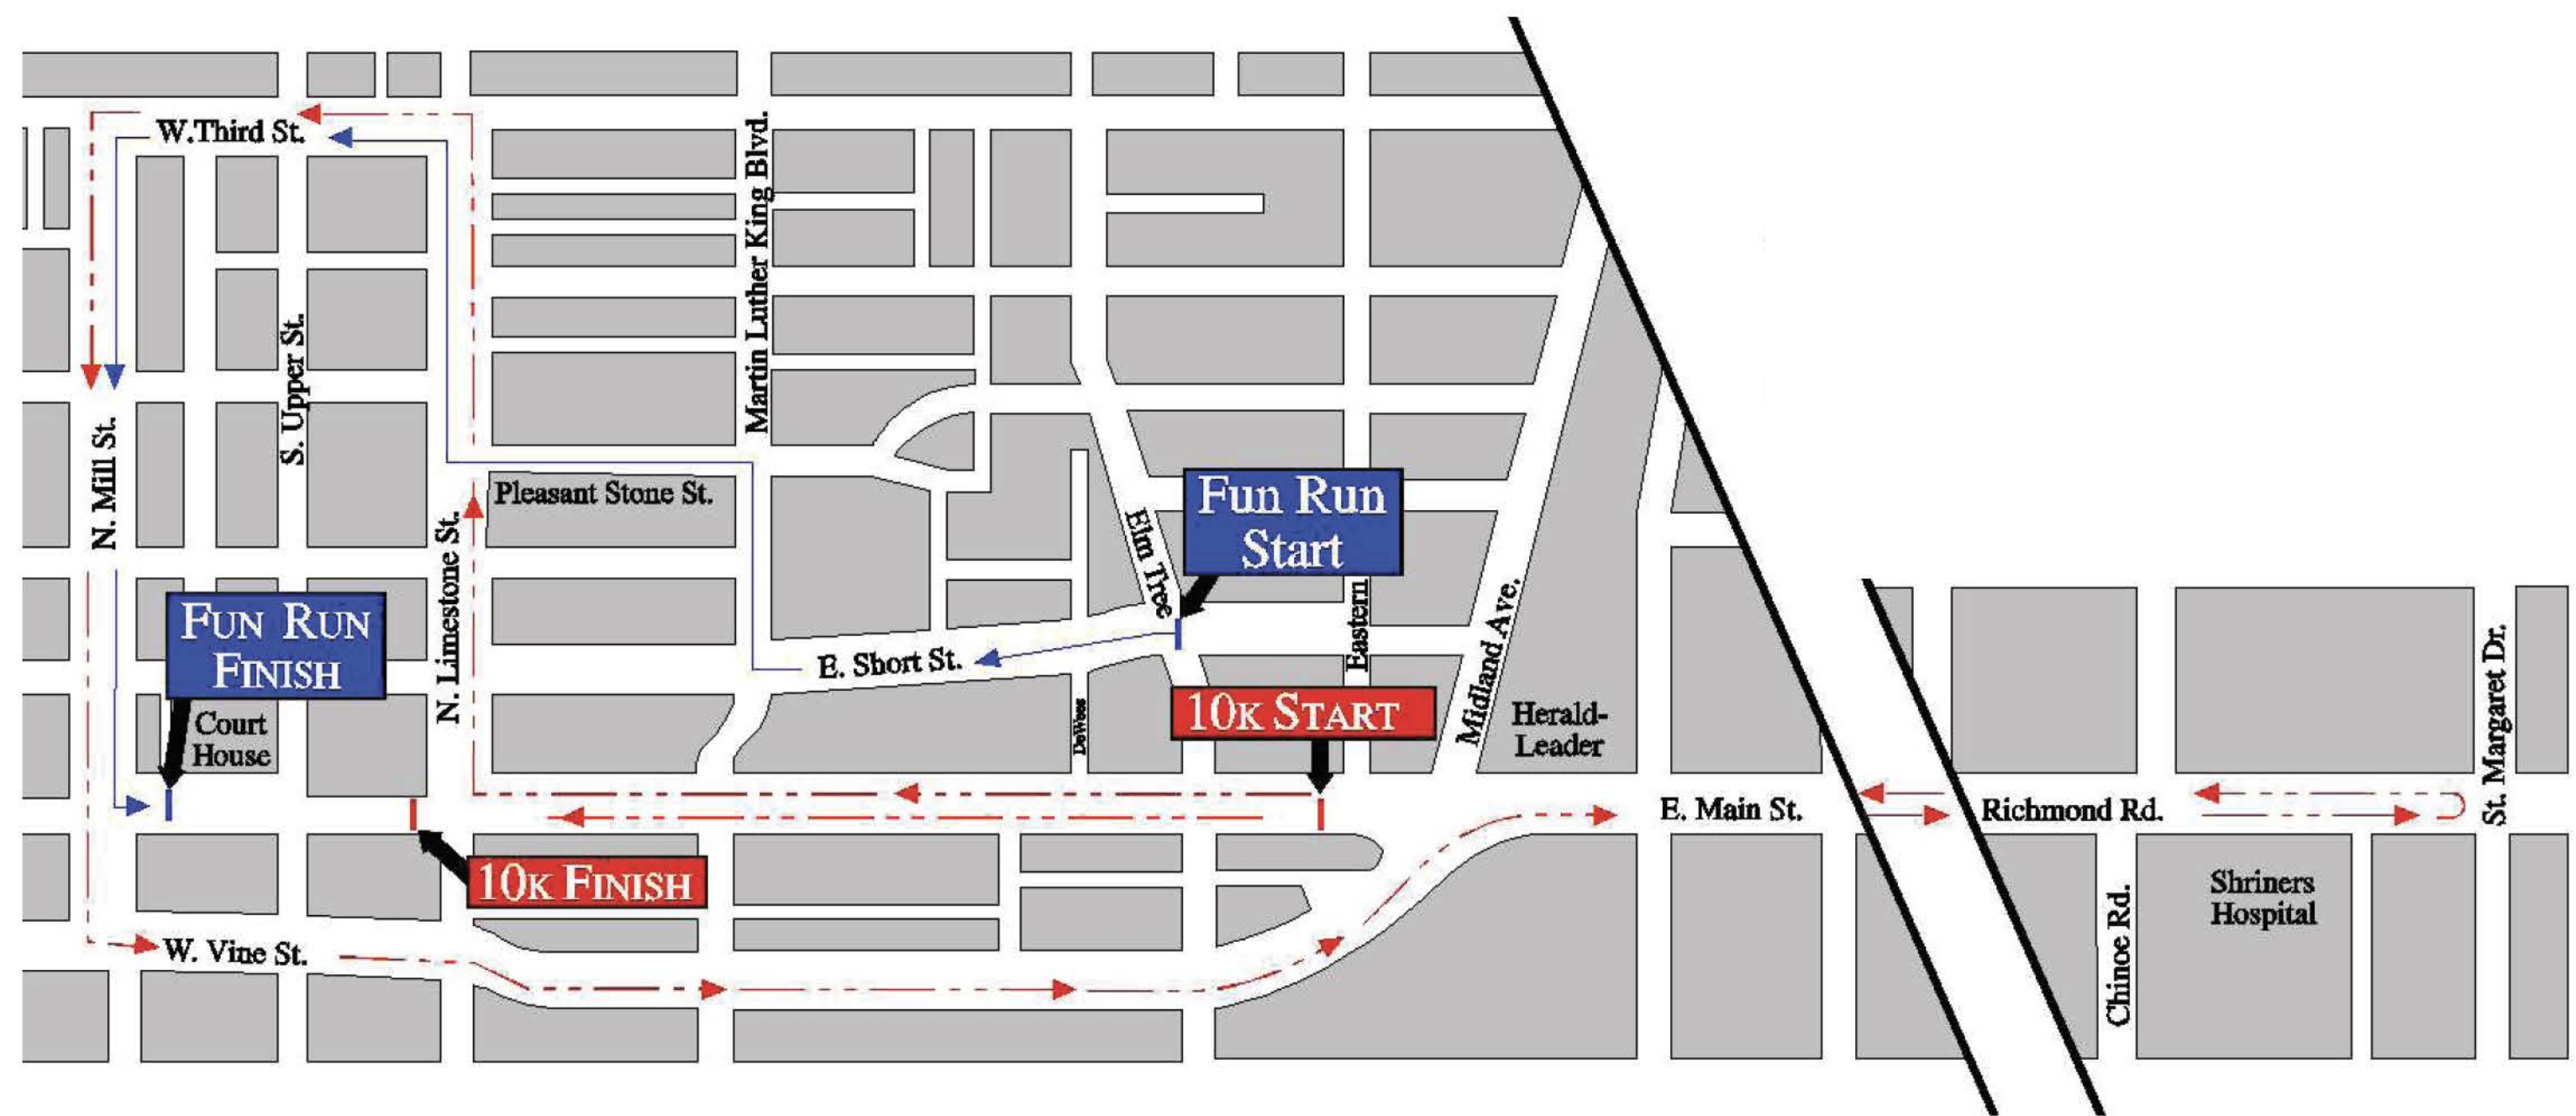 W.Third St.
Martin Luther King Blvd.
S. Upper St.
N. Mill St.
Pleasant Stone St.
N. Limestone St.
Elm Tree
Fun Run
Start
Eastern
Midland Ave.
FUN RUN
FINISH
E. Short St.
Court
House
DeWees
10K START
Herald-
Leader
St. Margaret Dr.
E. Main St.
Richmond Rd.
10K FINISH
Shriners
Hospital
Chinoe Rd.
W. Vine St.